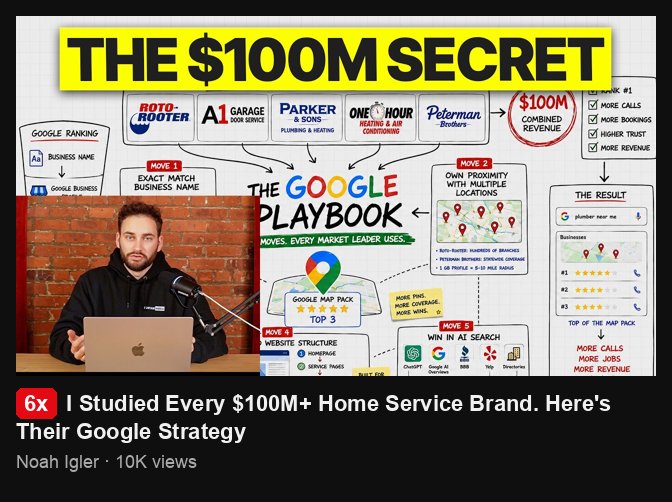 THE $100M SECRET
ROTO-ROOTER
A1 GARAGE DOOR SERVICE
PARKER & SONS
PLUMBING & HEATING
ONE HOUR
HEATING & AIR CONDITIONING
Peterman
Brothers
$100M
COMBINED
REVENUE
RANK #1
MORE CALLS
MORE BOOKINGS
HIGHER TRUST
MORE REVENUE
GOOGLE RANKING
Aa BUSINESS NAME
GOOGLE BUSINESS
MOVE 1
EXACT MATCH
BUSINESS NAME
THE GOOGLE
PLAYBOOK
MOVES. EVERY MARKET LEADER USES.
MOVE 2
OWN PROXIMITY
WITH MULTIPLE
LOCATIONS
• ROTO-ROOTER: HUNDREDS OF BRANCHES
• PETERMAN BROTHERS: STATEWIDE COVERAGE
• 1 GB PROFILE = 5-10 MILE RADIUS
THE RESULT
plumber near me
Businesses
#1
#2
#3
TOP OF THE MAP PACK
MORE CALLS
MORE JOBS
MORE REVENUE
GOOGLE MAP PACK
TOP 3
MORE PINS.
MORE COVERAGE.
MORE WINS.
MOVE 4
WEBSITE STRUCTURE
1 HOMEPAGE
SERVICE PAGES
BUILT FOR
MOVE 5
WIN IN AI SEARCH
ChatGPT
Google AI
Overviews
BBB
Yelp
Directories
6x I Studied Every $100M+ Home Service Brand. Here's
Their Google Strategy
Noah Igler · 10K views